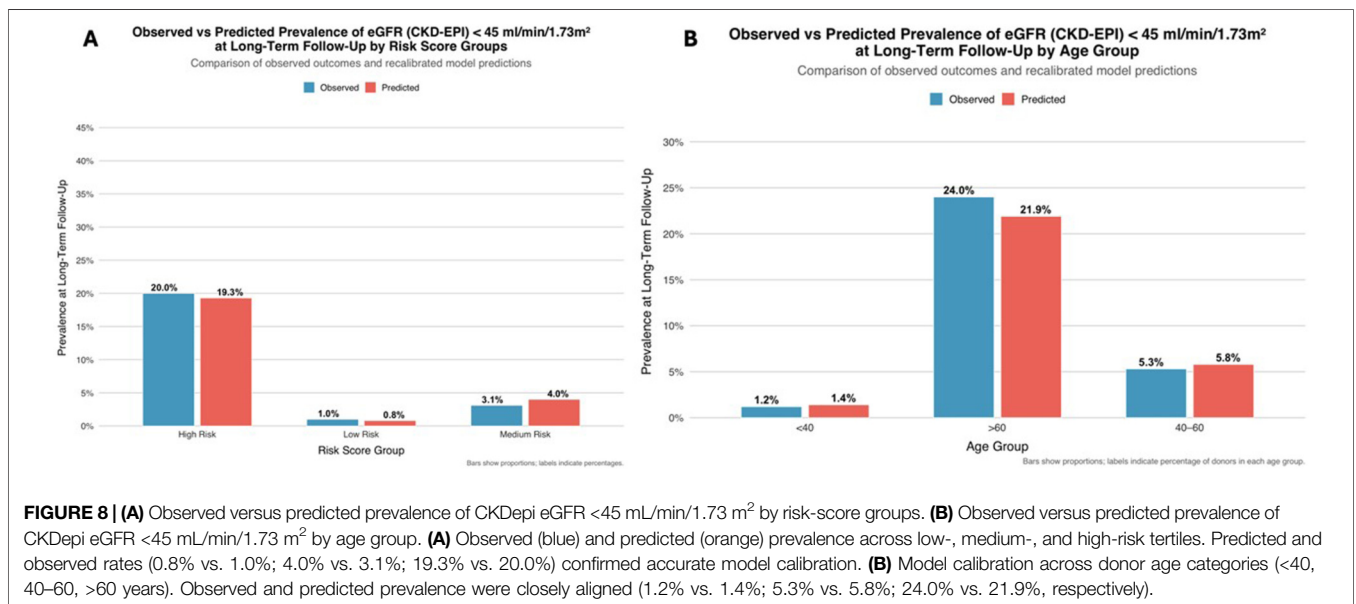 A
Observed vs Predicted Prevalence of eGFR (CKD-EPI) < 45 ml/min/1.73m²
at Long-Term Follow-Up by Risk Score Groups
Comparison of observed outcomes and recalibrated model predictions
Observed Predicted
Prevalence at Long-Term Follow-Up
45%
40%
35%
30%
25%
20%
15%
10%
5%
0%
20.0%
19.3%
1.0%
0.8%
3.1%
4.0%
High Risk
Low Risk
Medium Risk
Risk Score Group
Bars show proportions; labels indicate percentages.
B
Observed vs Predicted Prevalence of eGFR (CKD-EPI) < 45 ml/min/1.73m²
at Long-Term Follow-Up by Age Group
Comparison of observed outcomes and recalibrated model predictions
Observed Predicted
Prevalence at Long-Term Follow-Up
30%
25%
20%
15%
10%
5%
0%
1.2%
1.4%
24.0%
21.9%
5.3%
5.8%
<40
>60
40–60
Age Group
Bars show proportions; labels indicate percentage of donors in each age group.
FIGURE 8 | (A) Observed versus predicted prevalence of CKDepi eGFR <45 mL/min/1.73 m² by risk-score groups. (B) Observed versus predicted prevalence of
CKDepi eGFR <45 mL/min/1.73 m² by age group. (A) Observed (blue) and predicted (orange) prevalence across low-, medium-, and high-risk tertiles. Predicted and
observed rates (0.8% vs. 1.0%; 4.0% vs. 3.1%; 19.3% vs. 20.0%) confirmed accurate model calibration. (B) Model calibration across donor age categories (<40,
40–60, >60 years). Observed and predicted prevalence were closely aligned (1.2% vs. 1.4%; 5.3% vs. 5.8%; 24.0% vs. 21.9%, respectively).